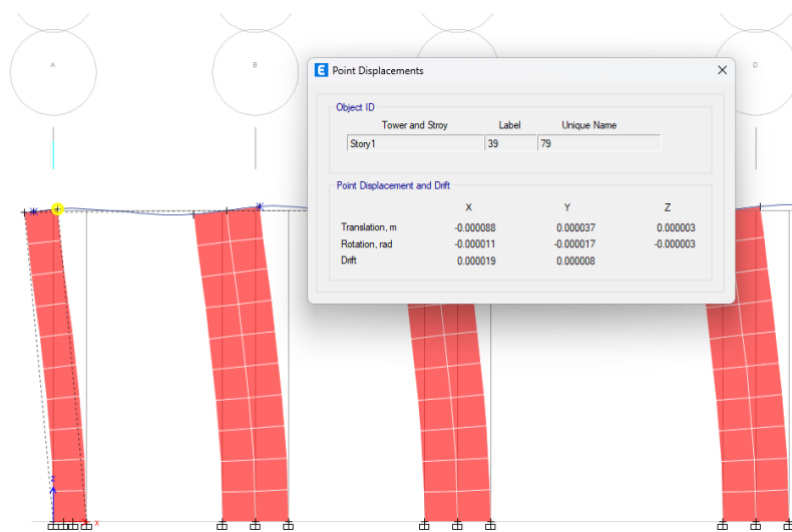 A
B
D
Point Displacements
Object ID
Tower and Stroy Label Unique Name
Story1 39 79
Point Displacement and Drift
X Y Z
Translation, m -0.000088 0.000037 0.000003
Rotation, rad -0.000011 -0.000017 -0.000003
Drift 0.000019 0.000008
Z
X